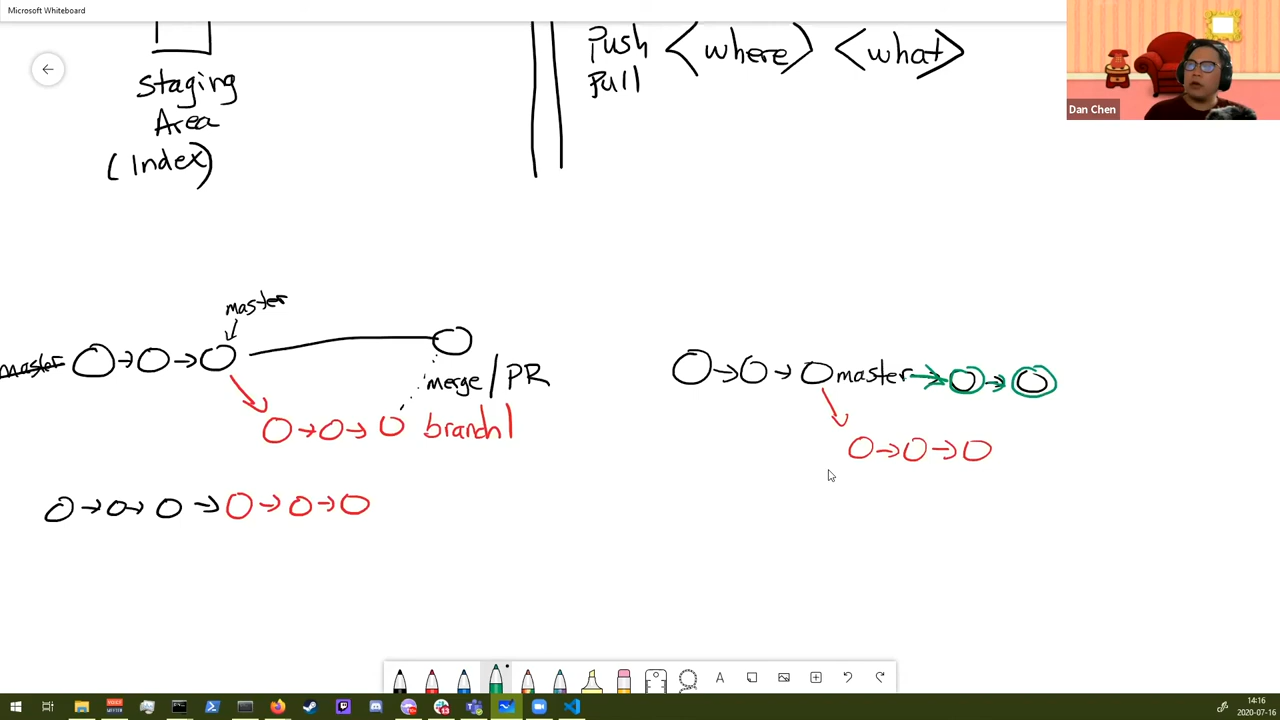 Microsoft Whiteboard
Staging
Area
(Index)
Push <where> <what>
Pull
Dan Chen
master
master
merge/PR
branch1
master
14:16
2020-07-16